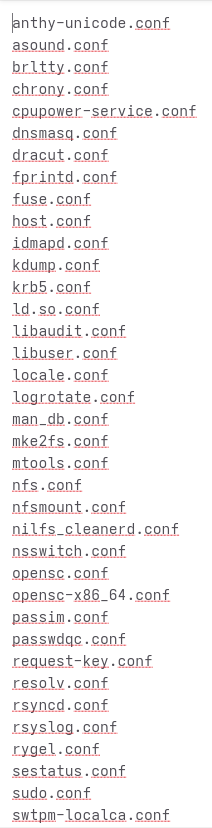 anthy-unicode.conf
asound.conf
brltty.conf
chrony.conf
cpupower-service.conf
dnsmasq.conf
dracut.conf
fprintd.conf
fuse.conf
host.conf
idmapd.conf
kdump.conf
krb5.conf
ld.so.conf
libaudit.conf
libuser.conf
locale.conf
logrotate.conf
man_db.conf
mke2fs.conf
mtools.conf
nfs.conf
nfsmount.conf
nilfs_cleanerd.conf
nsswitch.conf
opensc.conf
opensc-x86_64.conf
passim.conf
passwdqc.conf
request-key.conf
resolv.conf
rsyncd.conf
rsyslog.conf
rygel.conf
sestatus.conf
sudo.conf
swtpm-localca.conf